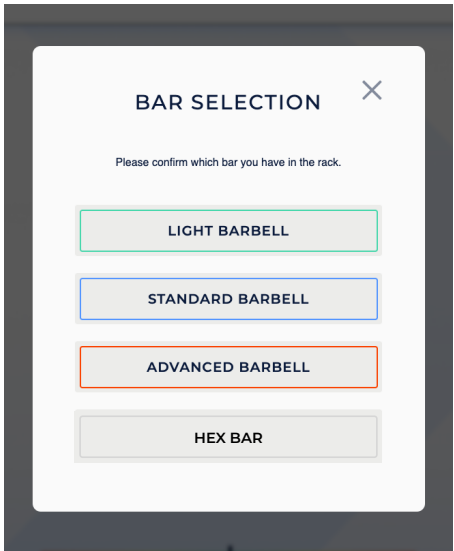 BAR SELECTION
Please confirm which bar you have in the rack.
LIGHT BARBELL
STANDARD BARBELL
ADVANCED BARBELL
HEX BAR